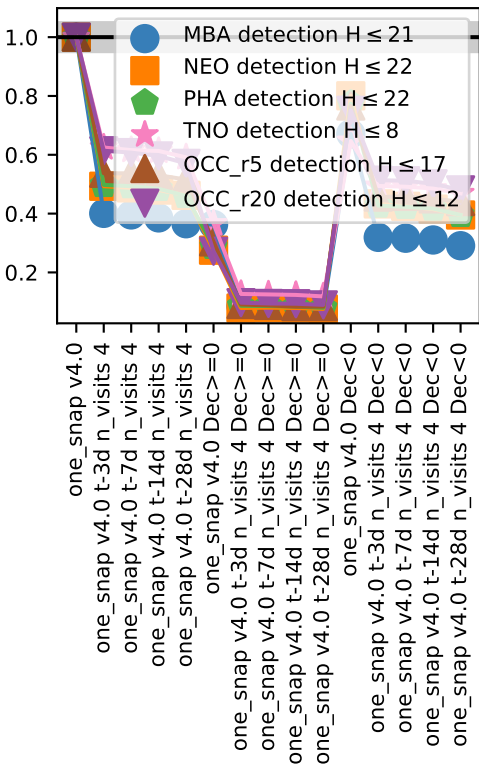 1.0
0.8
0.6
0.4
0.2
MBA detection H ≤ 21
NEO detection H ≤ 22
PHA detection H ≤ 22
TNO detection H ≤ 8
OCC_r5 detection H ≤ 17
OCC_r20 detection H ≤ 12
one_snap v4.0
one_snap v4.0 t-3d n_visits 4
one_snap v4.0 t-7d n_visits 4
one_snap v4.0 t-14d n_visits 4
one_snap v4.0 t-28d n_visits 4
one_snap v4.0 Dec>=0
one_snap v4.0 t-3d n_visits 4 Dec>=0
one_snap v4.0 t-7d n_visits 4 Dec>=0
one_snap v4.0 t-14d n_visits 4 Dec>=0
one_snap v4.0 t-28d n_visits 4 Dec>=0
one_snap v4.0 Dec<0
one_snap v4.0 t-3d n_visits 4 Dec<0
one_snap v4.0 t-7d n_visits 4 Dec<0
one_snap v4.0 t-14d n_visits 4 Dec<0
one_snap v4.0 t-28d n_visits 4 Dec<0